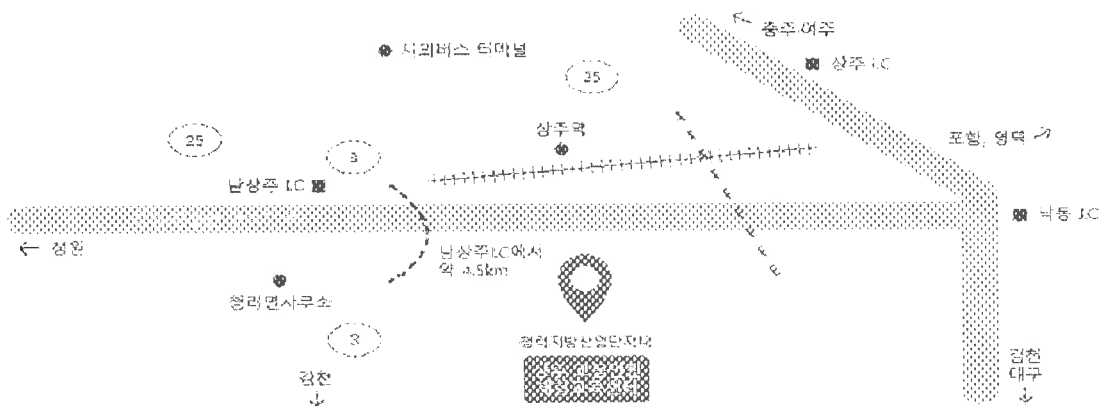 충주·여주
시외버스 터미널
상주 I.C
25
상주역
25
포항, 영덕
3
남상주 I.C
낙동 J.C
청원
남상주I.C에서
약 4.5km
청리면사무소
청리지방산업단지내
3
김천
김천
대구